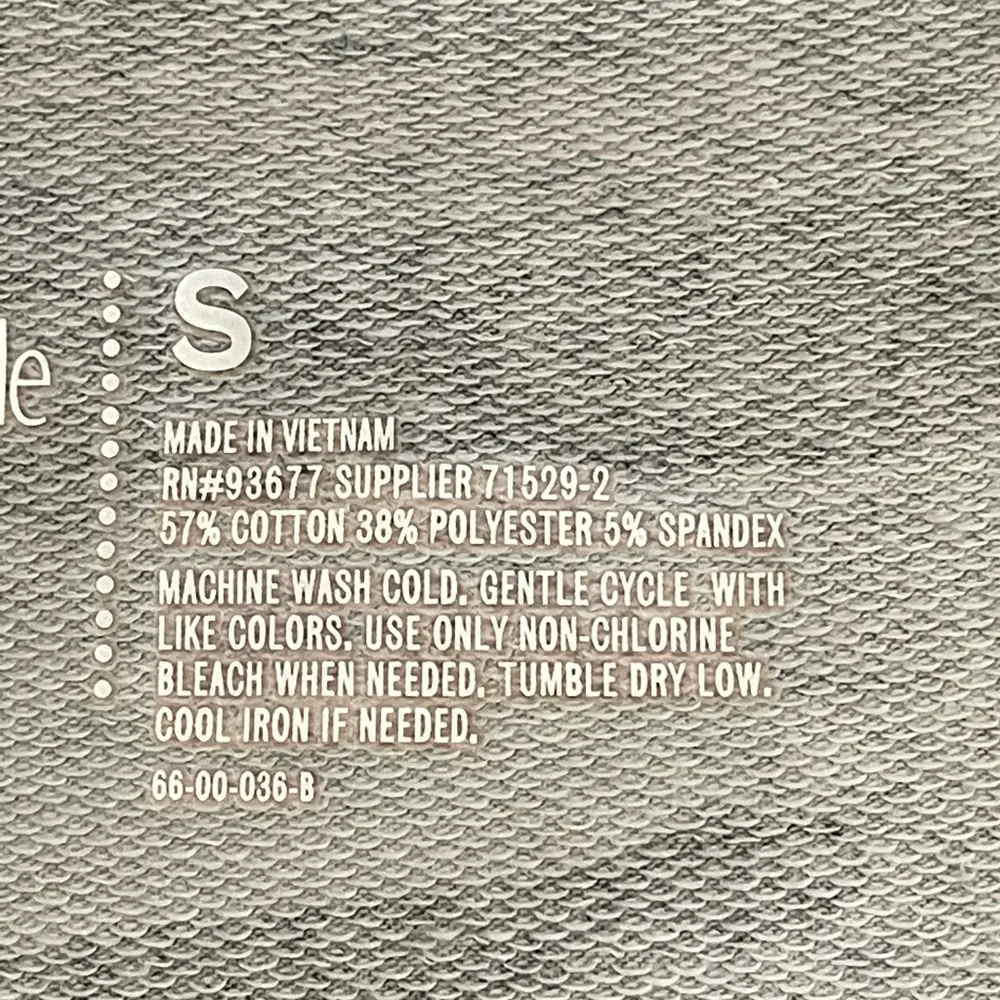 le
S
MADE IN VIETNAM
RN#93677 SUPPLIER 71529-2
57% COTTON 38% POLYESTER 5% SPANDEX
MACHINE WASH COLD. GENTLE CYCLE WITH
LIKE COLORS. USE ONLY NON-CHLORINE
BLEACH WHEN NEEDED. TUMBLE DRY LOW.
COOL IRON IF NEEDED.
66-00-036-B